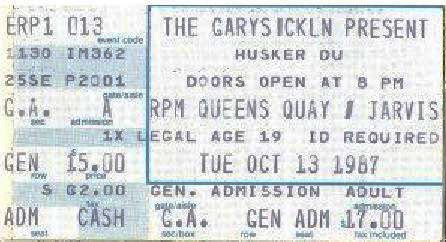 ERP1 013 THE GARYSICKLN PRESENT
event code
1130 IM362 HUSKER DU
25SE P2001 DOORS OPEN AT 8 PM
gate/aisle
G.A. A RPM QUEENS QUAY / JARVIS
sec admission
1X LEGAL AGE 19 ID REQUIRED
GEN 15.00 TUE OCT 13 1987
row price
S G2.00 GEN. ADMISSION ADULT
tax gate/aisle admission
ADM CASH G.A. GEN ADM 17.00
seat sec/box row seat tax included